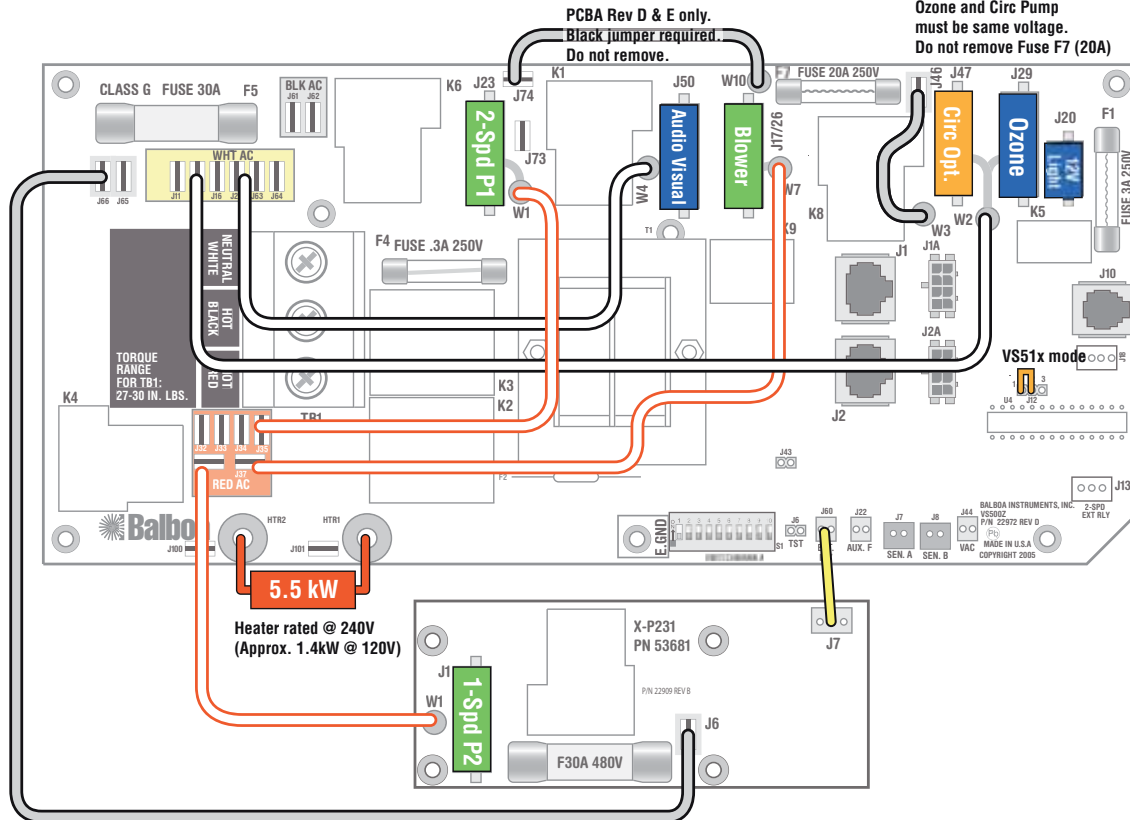 PCBA Rev D & E only.
Black jumper required.
Do not remove.
Ozone and Circ Pump
must be same voltage.
Do not remove Fuse F7 (20A)
CLASS G FUSE 30A F5
BLK AC
J61 J62
K6
J23
J74
K1
J50
W10
F7
FUSE 20A 250V
J46
J47
J29
J20
F1
FUSE 3A 250V
WHT AC
J11
J16
J63
J64
J66 J65
2-Spd P1
J73
W1
W4
Audio Visual
Blower
J17/26
W7
Circ Opt.
Ozone
12V
Light
K8
W3
W2
K5
T1
K9
NEUTRAL
WHITE
HOT
BLACK
F4 FUSE .3A 250V
J1
J1A
J10
TORQUE
RANGE
FOR TB1:
27-30 IN. LBS.
J2A
VS51x mode
J8
1
3
U4
J12
K4
K3
K2
TB1
J2
J32 J33 J34 J35
J37
RED AC
F2
J43
J13
2-SPD
EXT RLY
HTR2
HTR1
J100
J101
E.GND
S1
J5
TST
J60
J22
AUX. F
J7
SEN. A
J8
SEN. B
J44
VAC
BALBOA INSTRUMENTS, INC.
VS500Z
P/N 22972 REV D
Pb
MADE IN U.S.A
COPYRIGHT 2005
5.5 kW
Heater rated @ 240V
(Approx. 1.4kW @ 120V)
X-P231
PN 53681
J7
P/N 22909 REV B
J1
W1
1-Spd P2
J6
F30A 480V